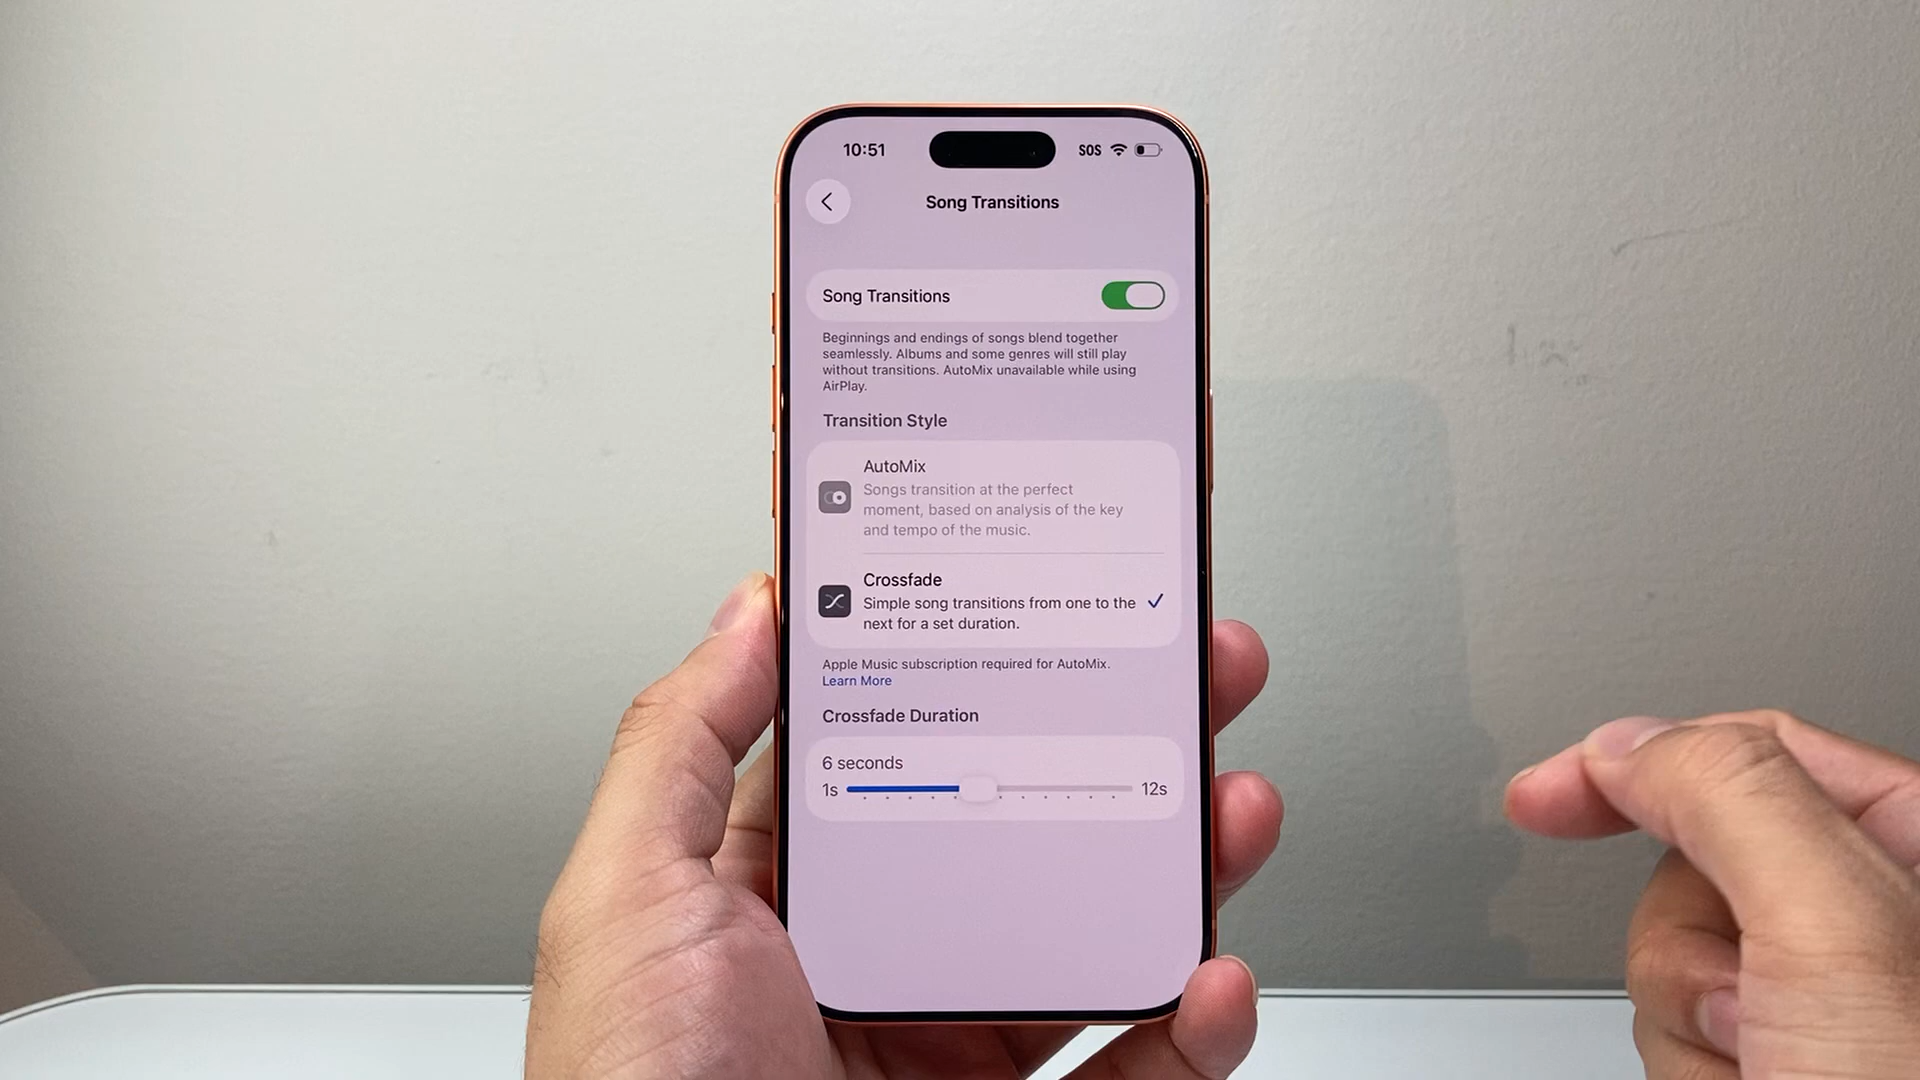 10:51
SOS
Song Transitions
Song Transitions
Beginnings and endings of songs blend together
seamlessly. Albums and some genres will still play
without transitions. AutoMix unavailable while using
AirPlay.
Transition Style
AutoMix
Songs transition at the perfect
moment, based on analysis of the key
and tempo of the music.
Crossfade
Simple song transitions from one to the
next for a set duration.
Apple Music subscription required for AutoMix.
Learn More
Crossfade Duration
6 seconds
1s
12s